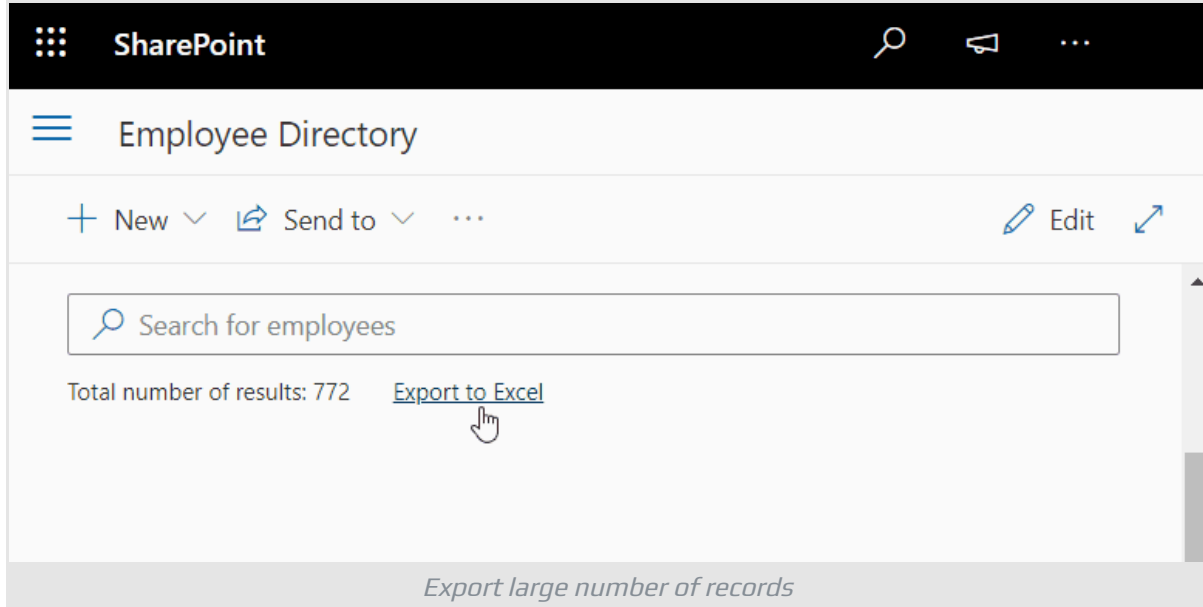 SharePoint
Employee Directory
New Send to ... Edit
Search for employees
Total number of results: 772 Export to Excel
Export large number of records